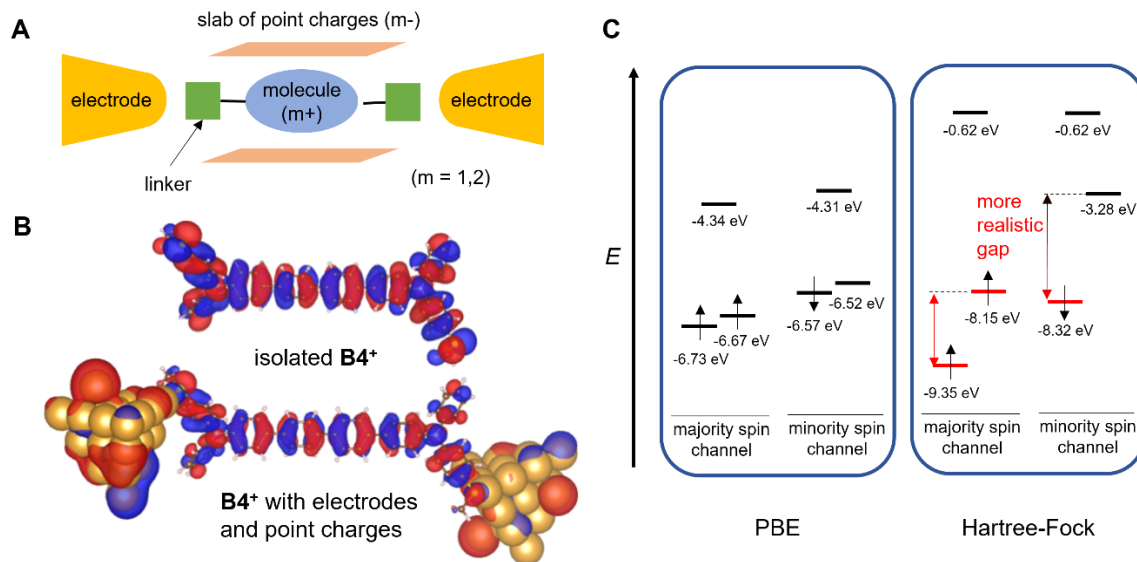 A
slab of point charges (m-)
electrode
molecule
(m+)
electrode
linker
(m = 1,2)
B
isolated B4⁺
B4⁺ with electrodes
and point charges
C
E
-4.34 eV
-6.73 eV
-6.67 eV
majority spin
channel
-4.31 eV
-6.57 eV
-6.52 eV
minority spin
channel
PBE
-0.62 eV
more
realistic
gap
-8.15 eV
-9.35 eV
majority spin
channel
-0.62 eV
-3.28 eV
-8.32 eV
minority spin
channel
Hartree-Fock